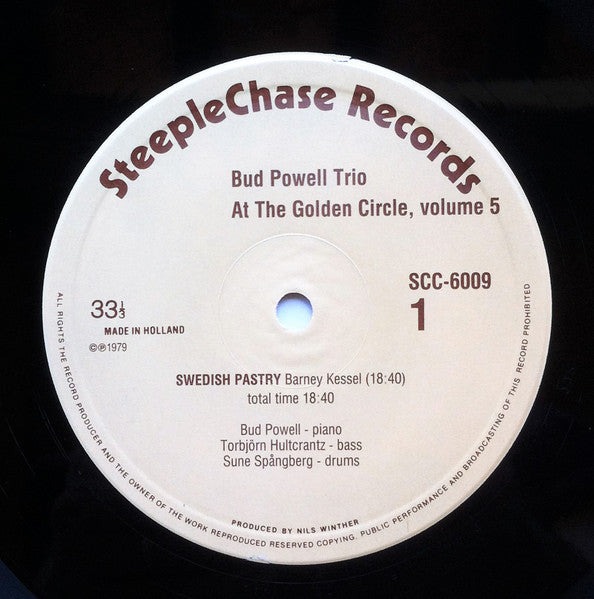 SteepleChase Records
Bud Powell Trio
At The Golden Circle, volume 5
SCC-6009
1
33⅓
MADE IN HOLLAND
©℗1979
SWEDISH PASTRY Barney Kessel (18:40)
total time 18:40
Bud Powell - piano
Torbjörn Hultcrantz - bass
Sune Spångberg - drums
PRODUCED BY NILS WINTHER
ALL RIGHTS THE RECORD PRODUCER AND THE OWNER OF THE WORK REPRODUCED RESERVED COPYING, PUBLIC PERFORMANCE AND BROADCASTING OF THIS RECORD PROHIBITED